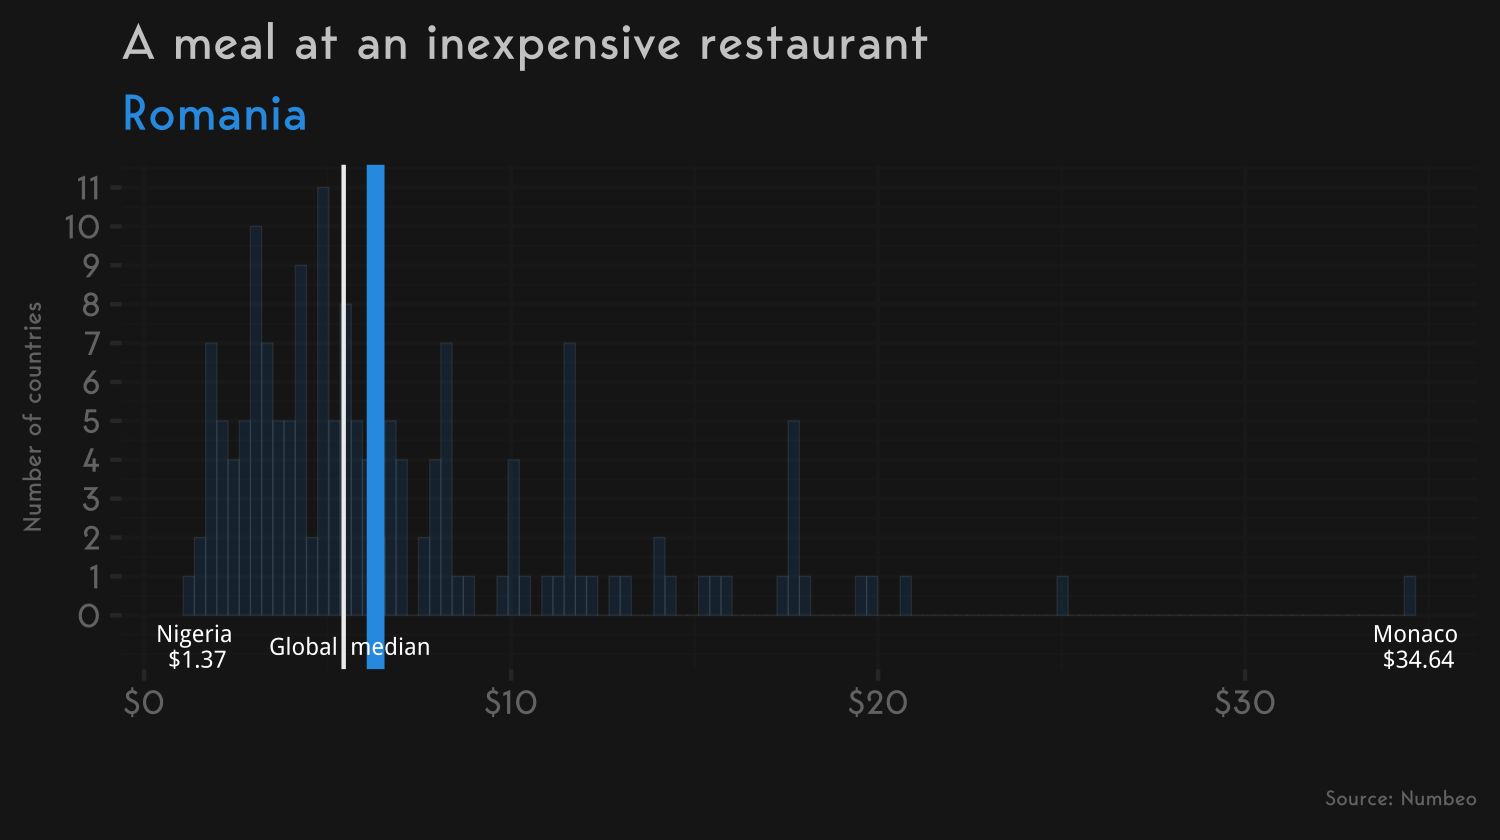 A meal at an inexpensive restaurant
Romania
Number of countries
11
10
9
8
7
6
5
4
3
2
1
0
Nigeria
$1.37
Global median
Monaco
$34.64
$0 $10 $20 $30
Source: Numbeo